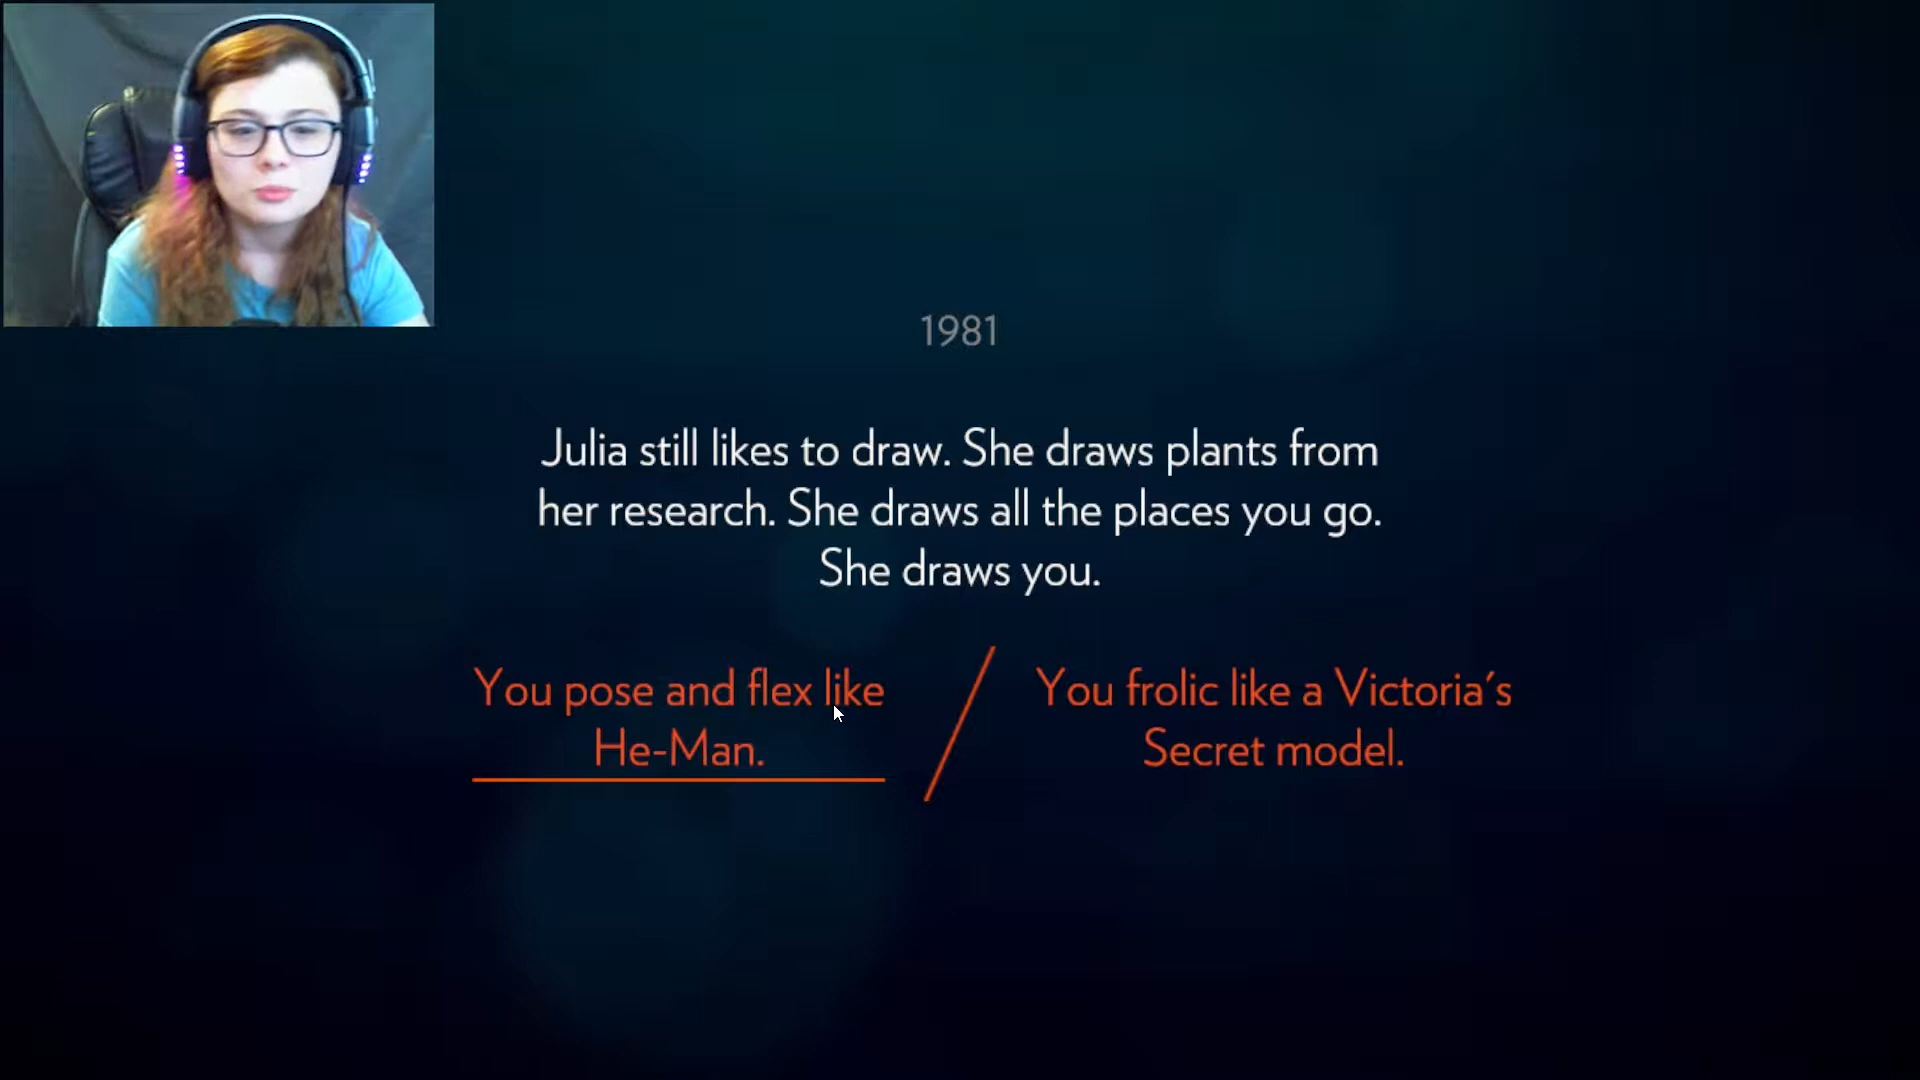 1981
Julia still likes to draw. She draws plants from
her research. She draws all the places you go.
She draws you.
You pose and flex like
He-Man.
You frolic like a Victoria's
Secret model.